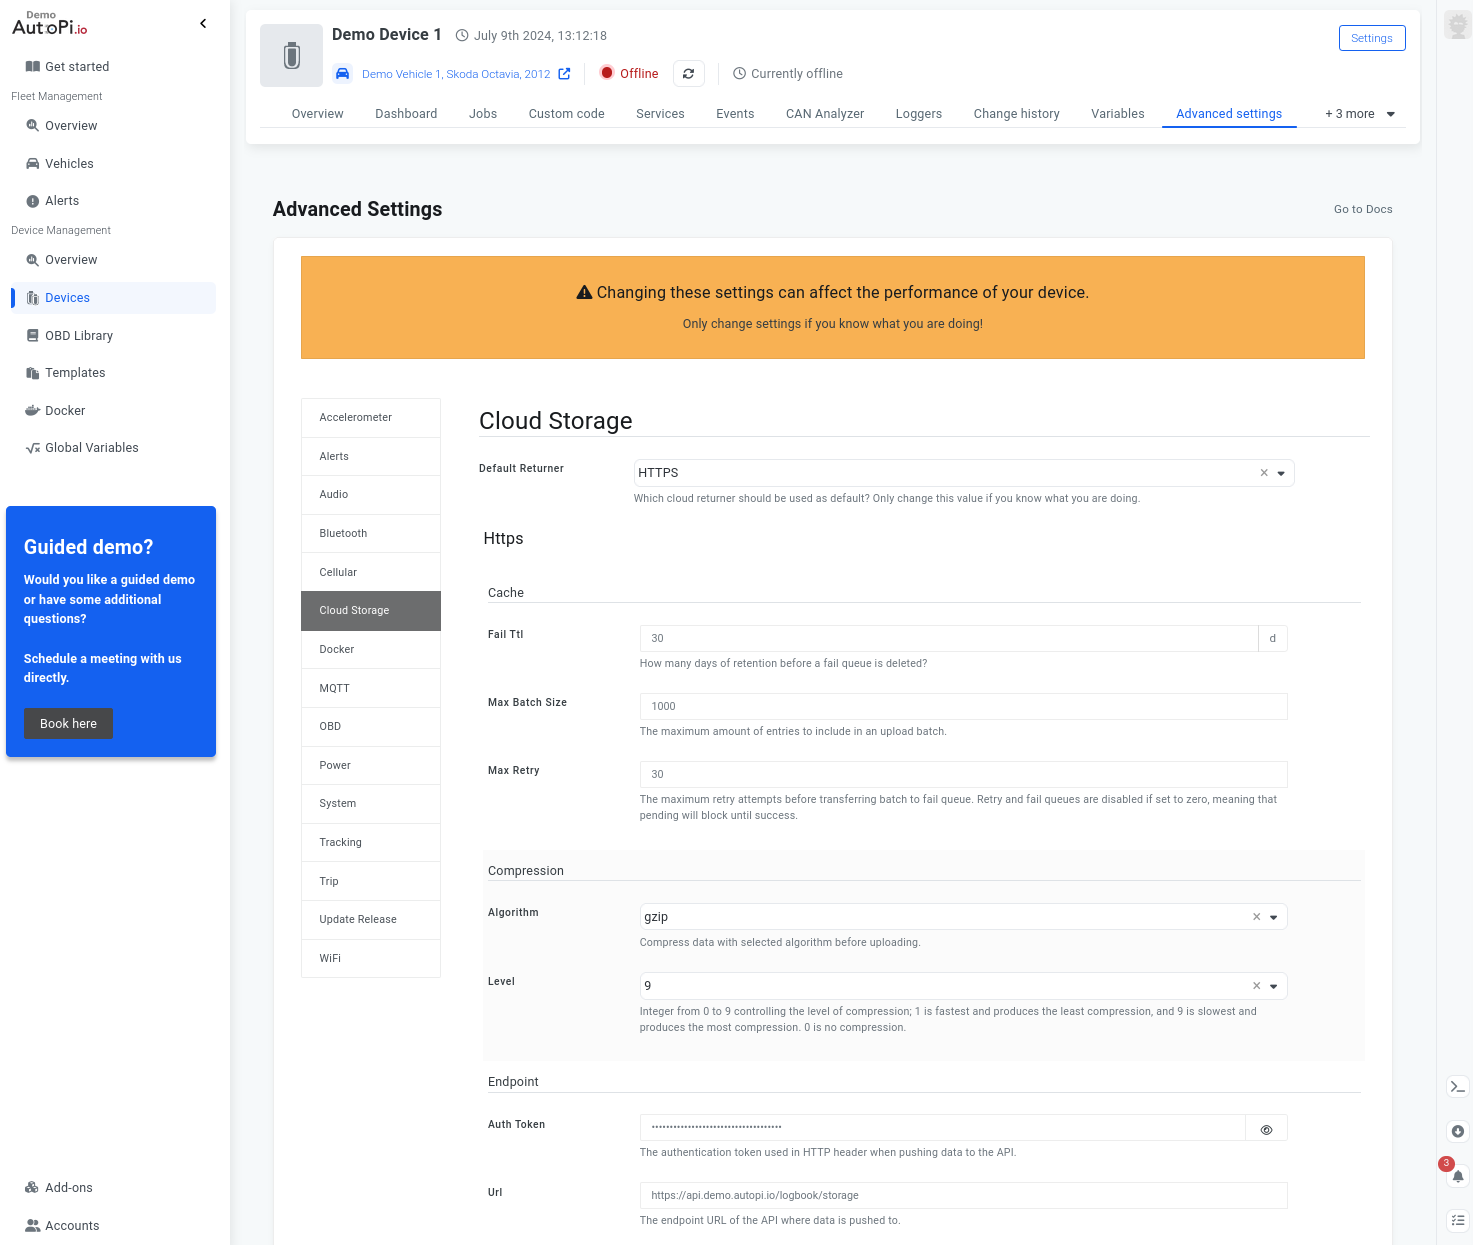 Demo
AutoPi.io
Get started
Fleet Management
Overview
Vehicles
Alerts
Device Management
Overview
Devices
OBD Library
Templates
Docker
Global Variables
Guided demo?
Would you like a guided demo
or have some additional
questions?
Schedule a meeting with us
directly.
Book here
Add-ons
Accounts
Demo Device 1
July 9th 2024, 13:12:18
Settings
Demo Vehicle 1, Skoda Octavia, 2012
Offline
Currently offline
Overview
Dashboard
Jobs
Custom code
Services
Events
CAN Analyzer
Loggers
Change history
Variables
Advanced settings
+ 3 more
Advanced Settings
Go to Docs
Changing these settings can affect the performance of your device.
Only change settings if you know what you are doing!
Accelerometer
Alerts
Audio
Bluetooth
Cellular
Cloud Storage
Docker
MQTT
OBD
Power
System
Tracking
Trip
Update Release
WiFi
Cloud Storage
Default Returner
HTTPS
×
Which cloud returner should be used as default? Only change this value if you know what you are doing.
Https
Cache
Fail Ttl
30
d
How many days of retention before a fail queue is deleted?
Max Batch Size
1000
The maximum amount of entries to include in an upload batch.
Max Retry
30
The maximum retry attempts before transferring batch to fail queue. Retry and fail queues are disabled if set to zero, meaning that
pending will block until success.
Compression
Algorithm
gzip
×
Compress data with selected algorithm before uploading.
Level
9
×
Integer from 0 to 9 controlling the level of compression; 1 is fastest and produces the least compression, and 9 is slowest and
produces the most compression. 0 is no compression.
Endpoint
Auth Token
The authentication token used in HTTP header when pushing data to the API.
Url
https://api.demo.autopi.io/logbook/storage
The endpoint URL of the API where data is pushed to.
3